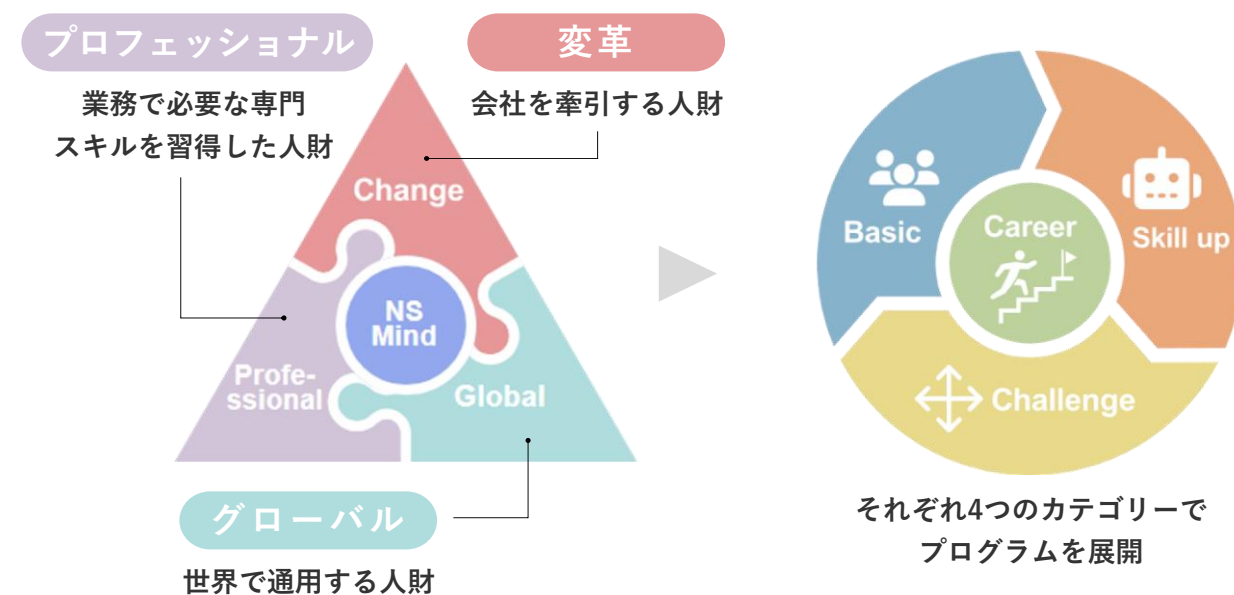 プロフェッショナル
業務で必要な専門
スキルを習得した人財
変革
会社を牽引する人財
Change
NS
Mind
Profe-
ssional
Global
グローバル
世界で通用する人財
Basic
Career
Skill up
Challenge
それぞれ4つのカテゴリーで
プログラムを展開